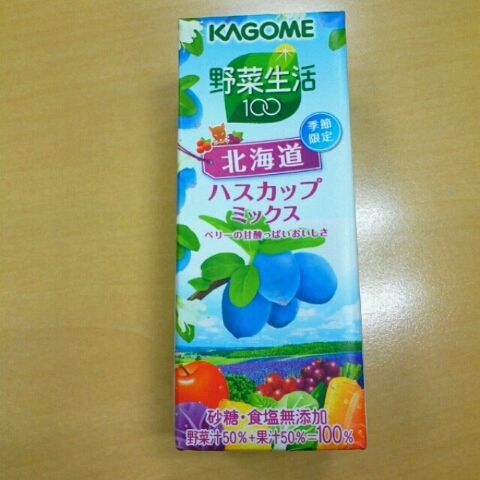 KAGOME
野菜生活
100
季節
限定
北海道
ハスカップ
ミックス
ベリーの甘酸っぱいおいしさ
砂糖・食塩無添加
野菜汁50%+果汁50%=100%